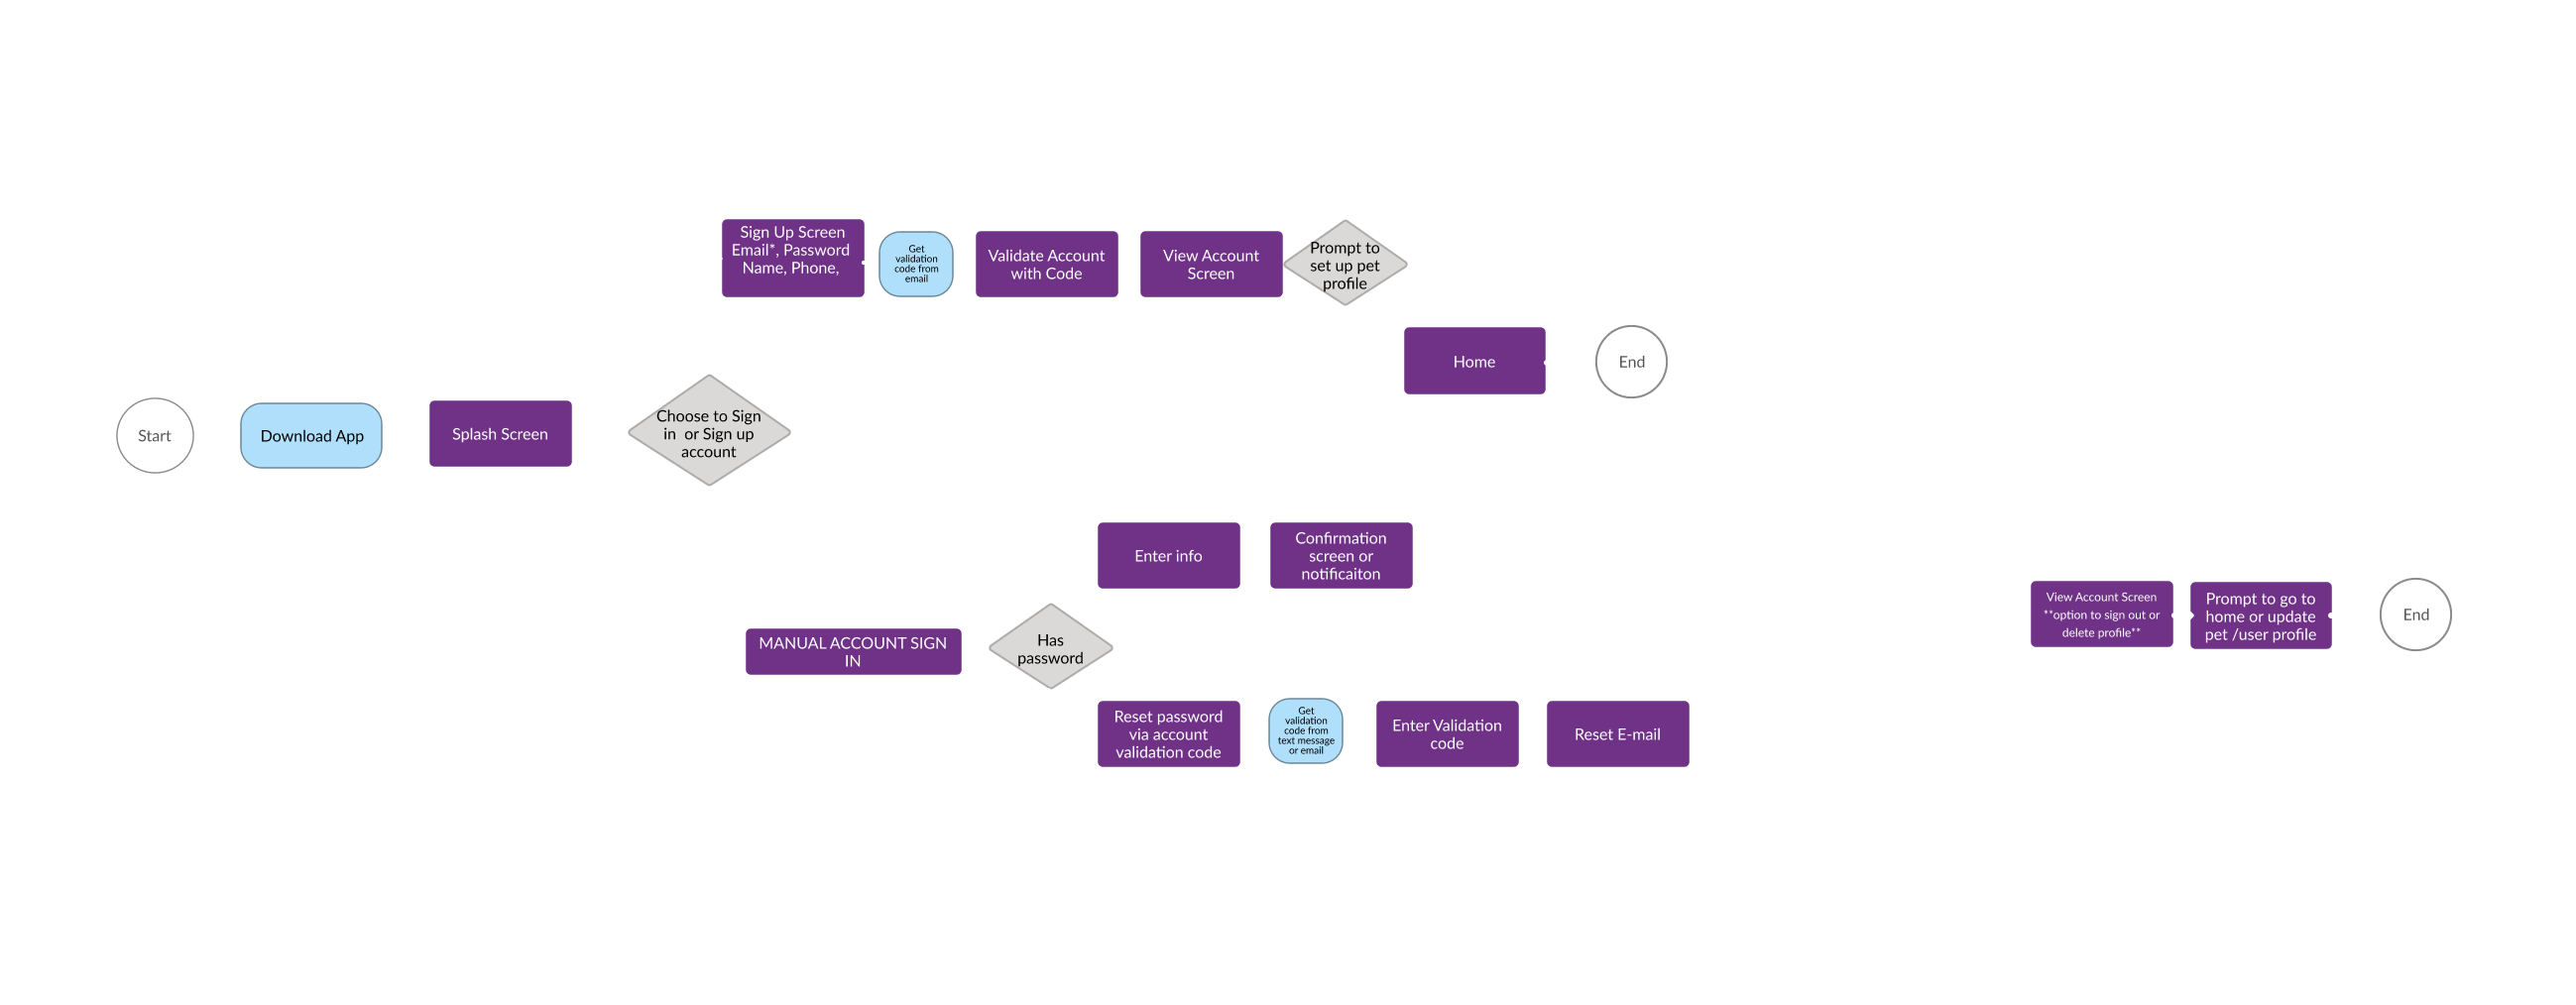 Sign Up Screen
Email*, Password
Name, Phone,
Get
validation
code from
email
Validate Account
with Code
View Account
Screen
Prompt to
set up pet
profile
Home
End
Start
Download App
Splash Screen
Choose to Sign
in  or Sign up
account
Enter info
Confirmation
screen or
notificaiton
MANUAL ACCOUNT SIGN
IN
Has
password
Reset password
via account
validation code
Get
validation
code from
text message
or email
Enter Validation
code
Reset E-mail
View Account Screen
**option to sign out or
delete profile**
Prompt to go to
home or update
pet /user profile
End